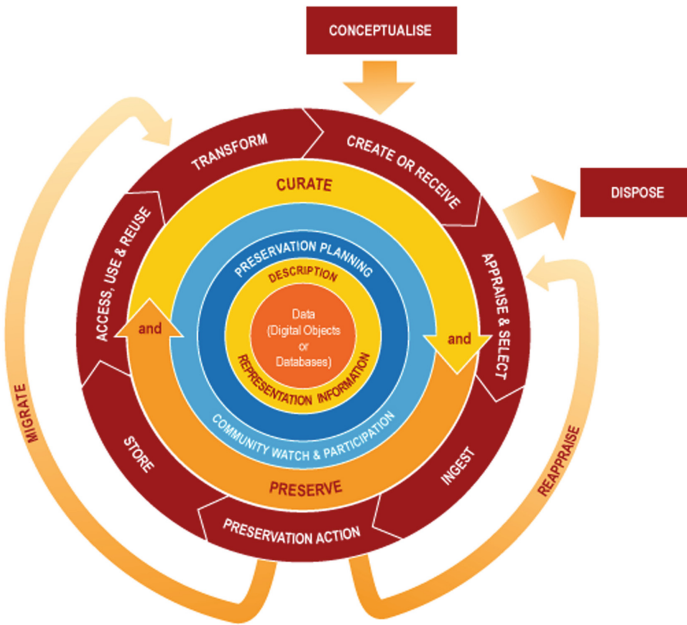 CONCEPTUALISE
DISPOSE
TRANSFORM
CREATE OR RECEIVE
APPRAISE & SELECT
INGEST
PRESERVATION ACTION
STORE
ACCESS, USE & REUSE
CURATE
and
PRESERVE
and
COMMUNITY WATCH & PARTICIPATION
PRESERVATION PLANNING
DESCRIPTION
REPRESENTATION INFORMATION
Data
(Digital Objects
or
Databases)
MIGRATE
REAPPRAISE